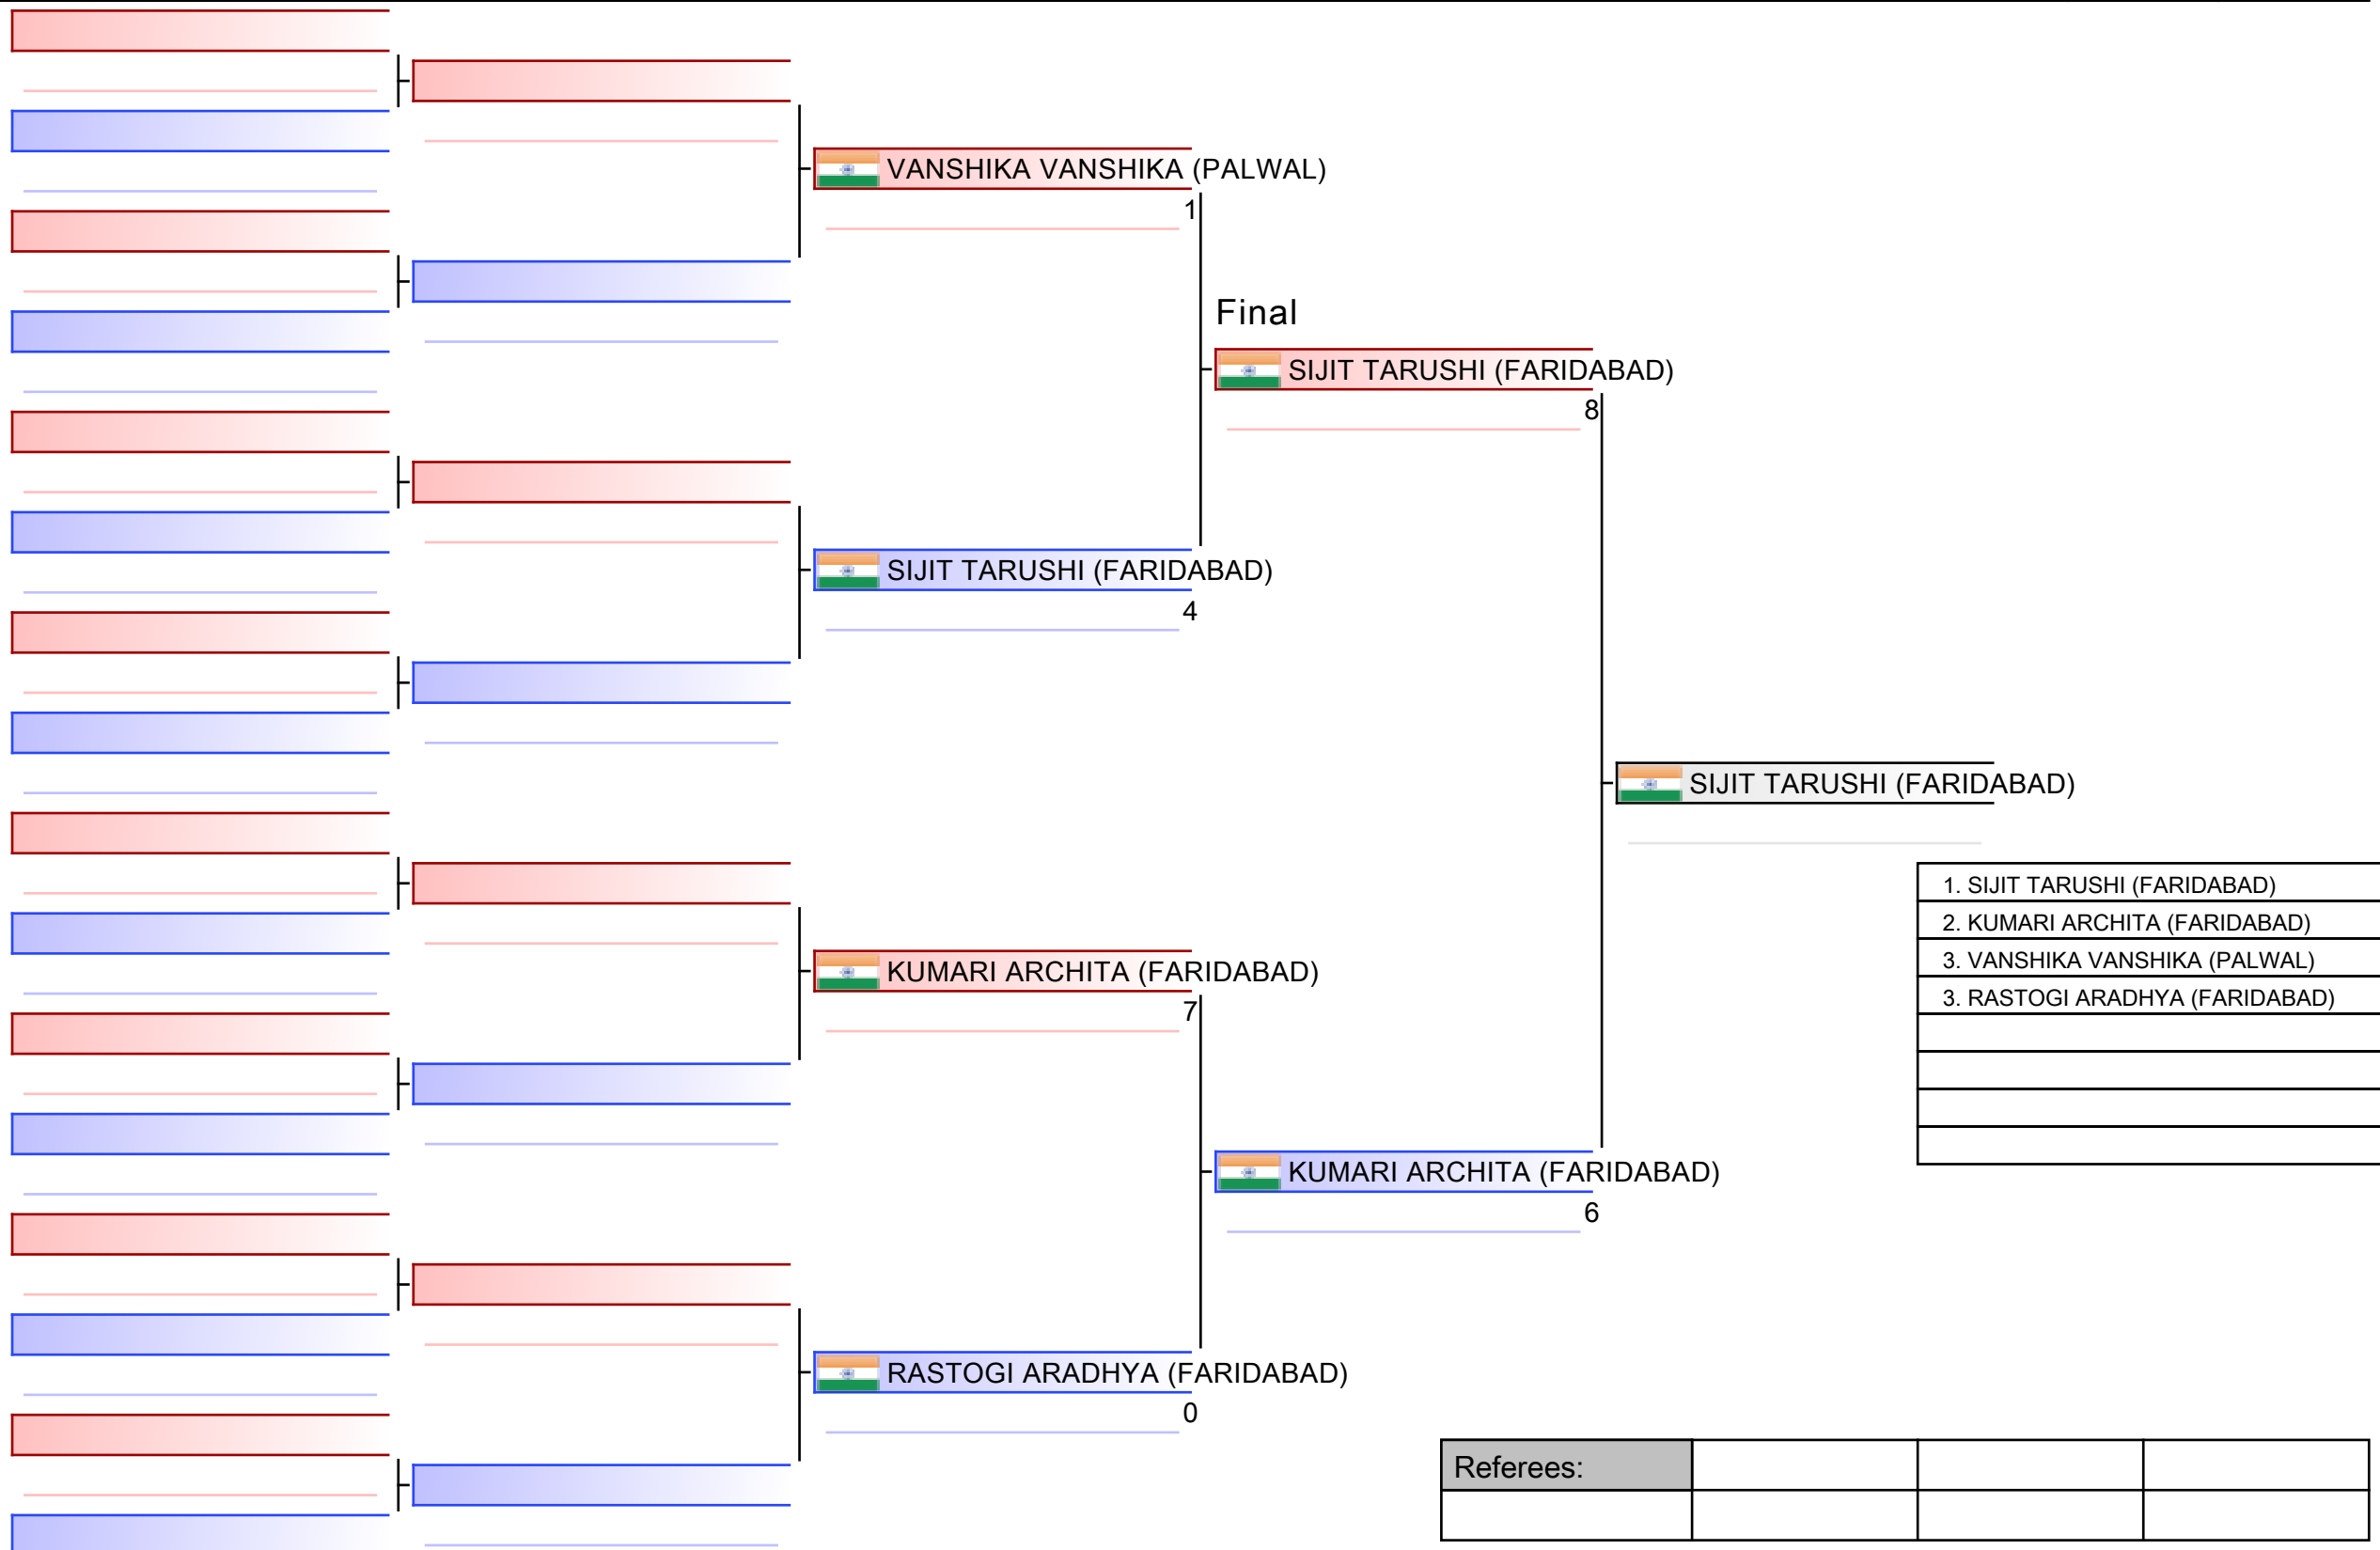 VANSHIKA VANSHIKA (PALWAL)
1
Final
SIJIT TARUSHI (FARIDABAD)
8
SIJIT TARUSHI (FARIDABAD)
4
SIJIT TARUSHI (FARIDABAD)
1. SIJIT TARUSHI (FARIDABAD)
2. KUMARI ARCHITA (FARIDABAD)
3. VANSHIKA VANSHIKA (PALWAL)
3. RASTOGI ARADHYA (FARIDABAD)
KUMARI ARCHITA (FARIDABAD)
7
KUMARI ARCHITA (FARIDABAD)
6
RASTOGI ARADHYA (FARIDABAD)
0
Referees: